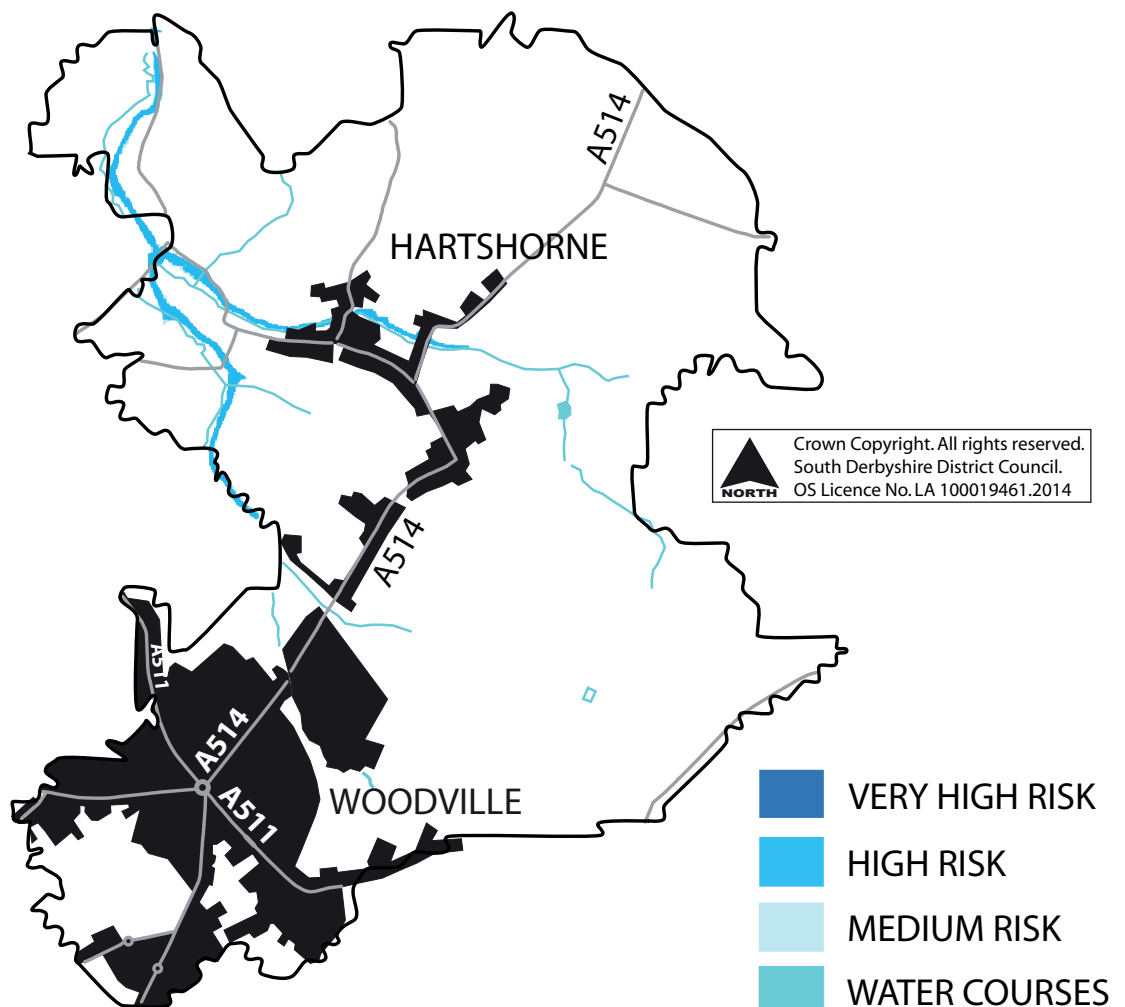 A514
HARTSHORNE
Crown Copyright. All rights reserved.
South Derbyshire District Council.
OS Licence No. LA 100019461.2014
NORTH
A514
A511
A514
A511
WOODVILLE
VERY HIGH RISK
HIGH RISK
MEDIUM RISK
WATER COURSES